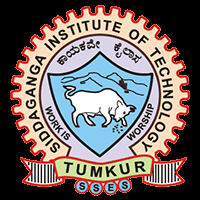 SIDDAGANGA INSTITUTE OF TECHNOLOGY
ಕಾಯಕವೇ ಕೈಲಾಸ
WORK IS WORSHIP
TUMKUR
SSES